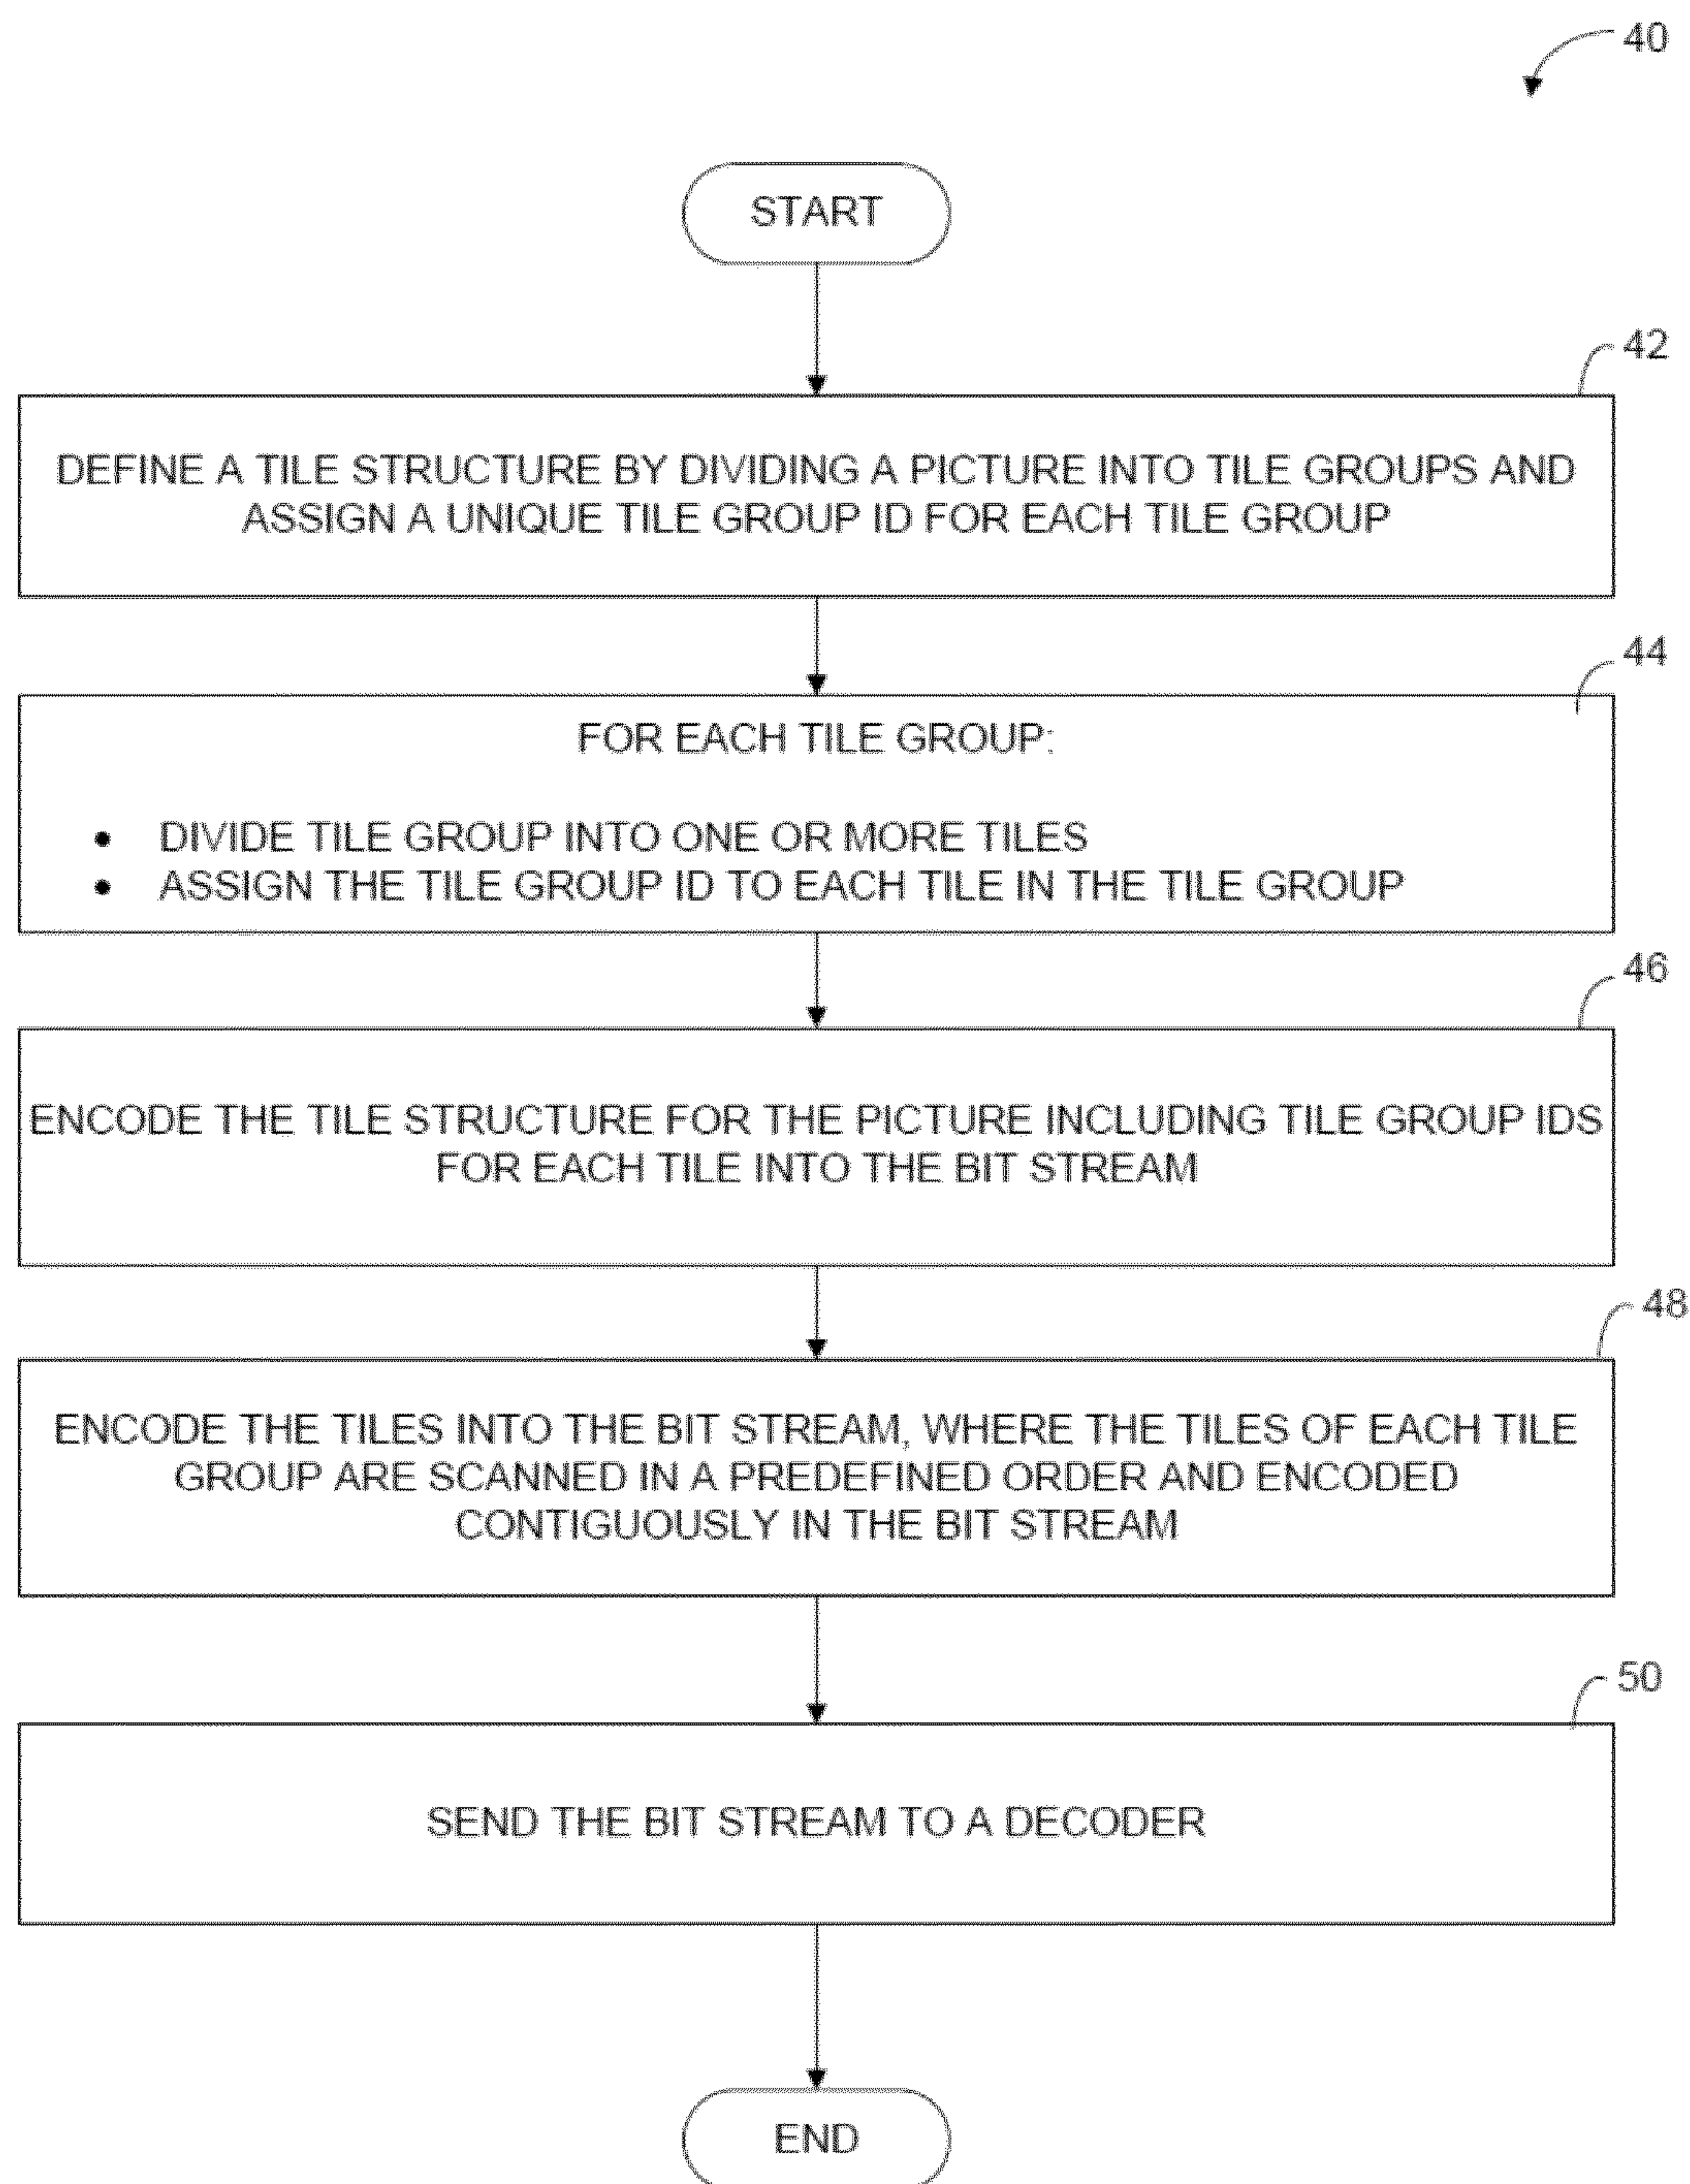 40
START
42
DEFINE A TILE STRUCTURE BY DIVIDING A PICTURE INTO TILE GROUPS AND
ASSIGN A UNIQUE TILE GROUP ID FOR EACH TILE GROUP
44
FOR EACH TILE GROUP:
• DIVIDE TILE GROUP INTO ONE OR MORE TILES
• ASSIGN THE TILE GROUP ID TO EACH TILE IN THE TILE GROUP
46
ENCODE THE TILE STRUCTURE FOR THE PICTURE INCLUDING TILE GROUP IDS
FOR EACH TILE INTO THE BIT STREAM
48
ENCODE THE TILES INTO THE BIT STREAM, WHERE THE TILES OF EACH TILE
GROUP ARE SCANNED IN A PREDEFINED ORDER AND ENCODED
CONTIGUOUSLY IN THE BIT STREAM
50
SEND THE BIT STREAM TO A DECODER
END